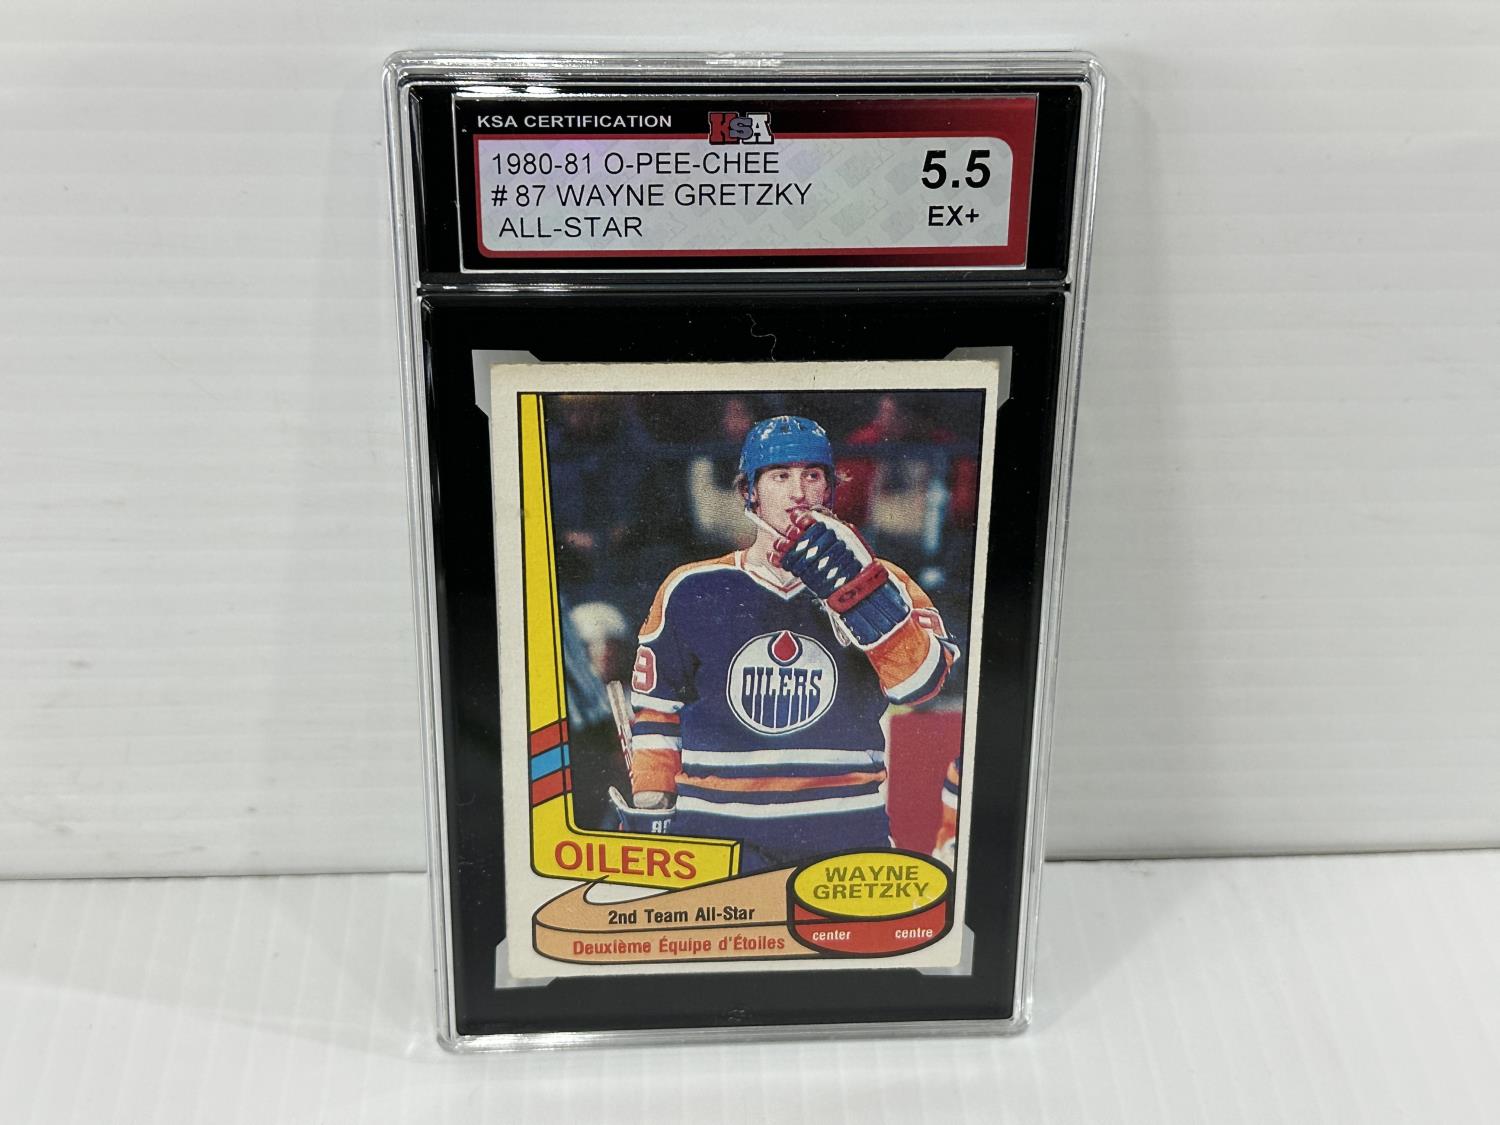 KSA CERTIFICATION
KSA
1980-81 O-PEE-CHEE
# 87 WAYNE GRETZKY
ALL-STAR
5.5
EX+
9
OILERS
OILERS
WAYNE
GRETZKY
2nd Team All-Star
Deuxième Équipe d'Étoiles
center centre